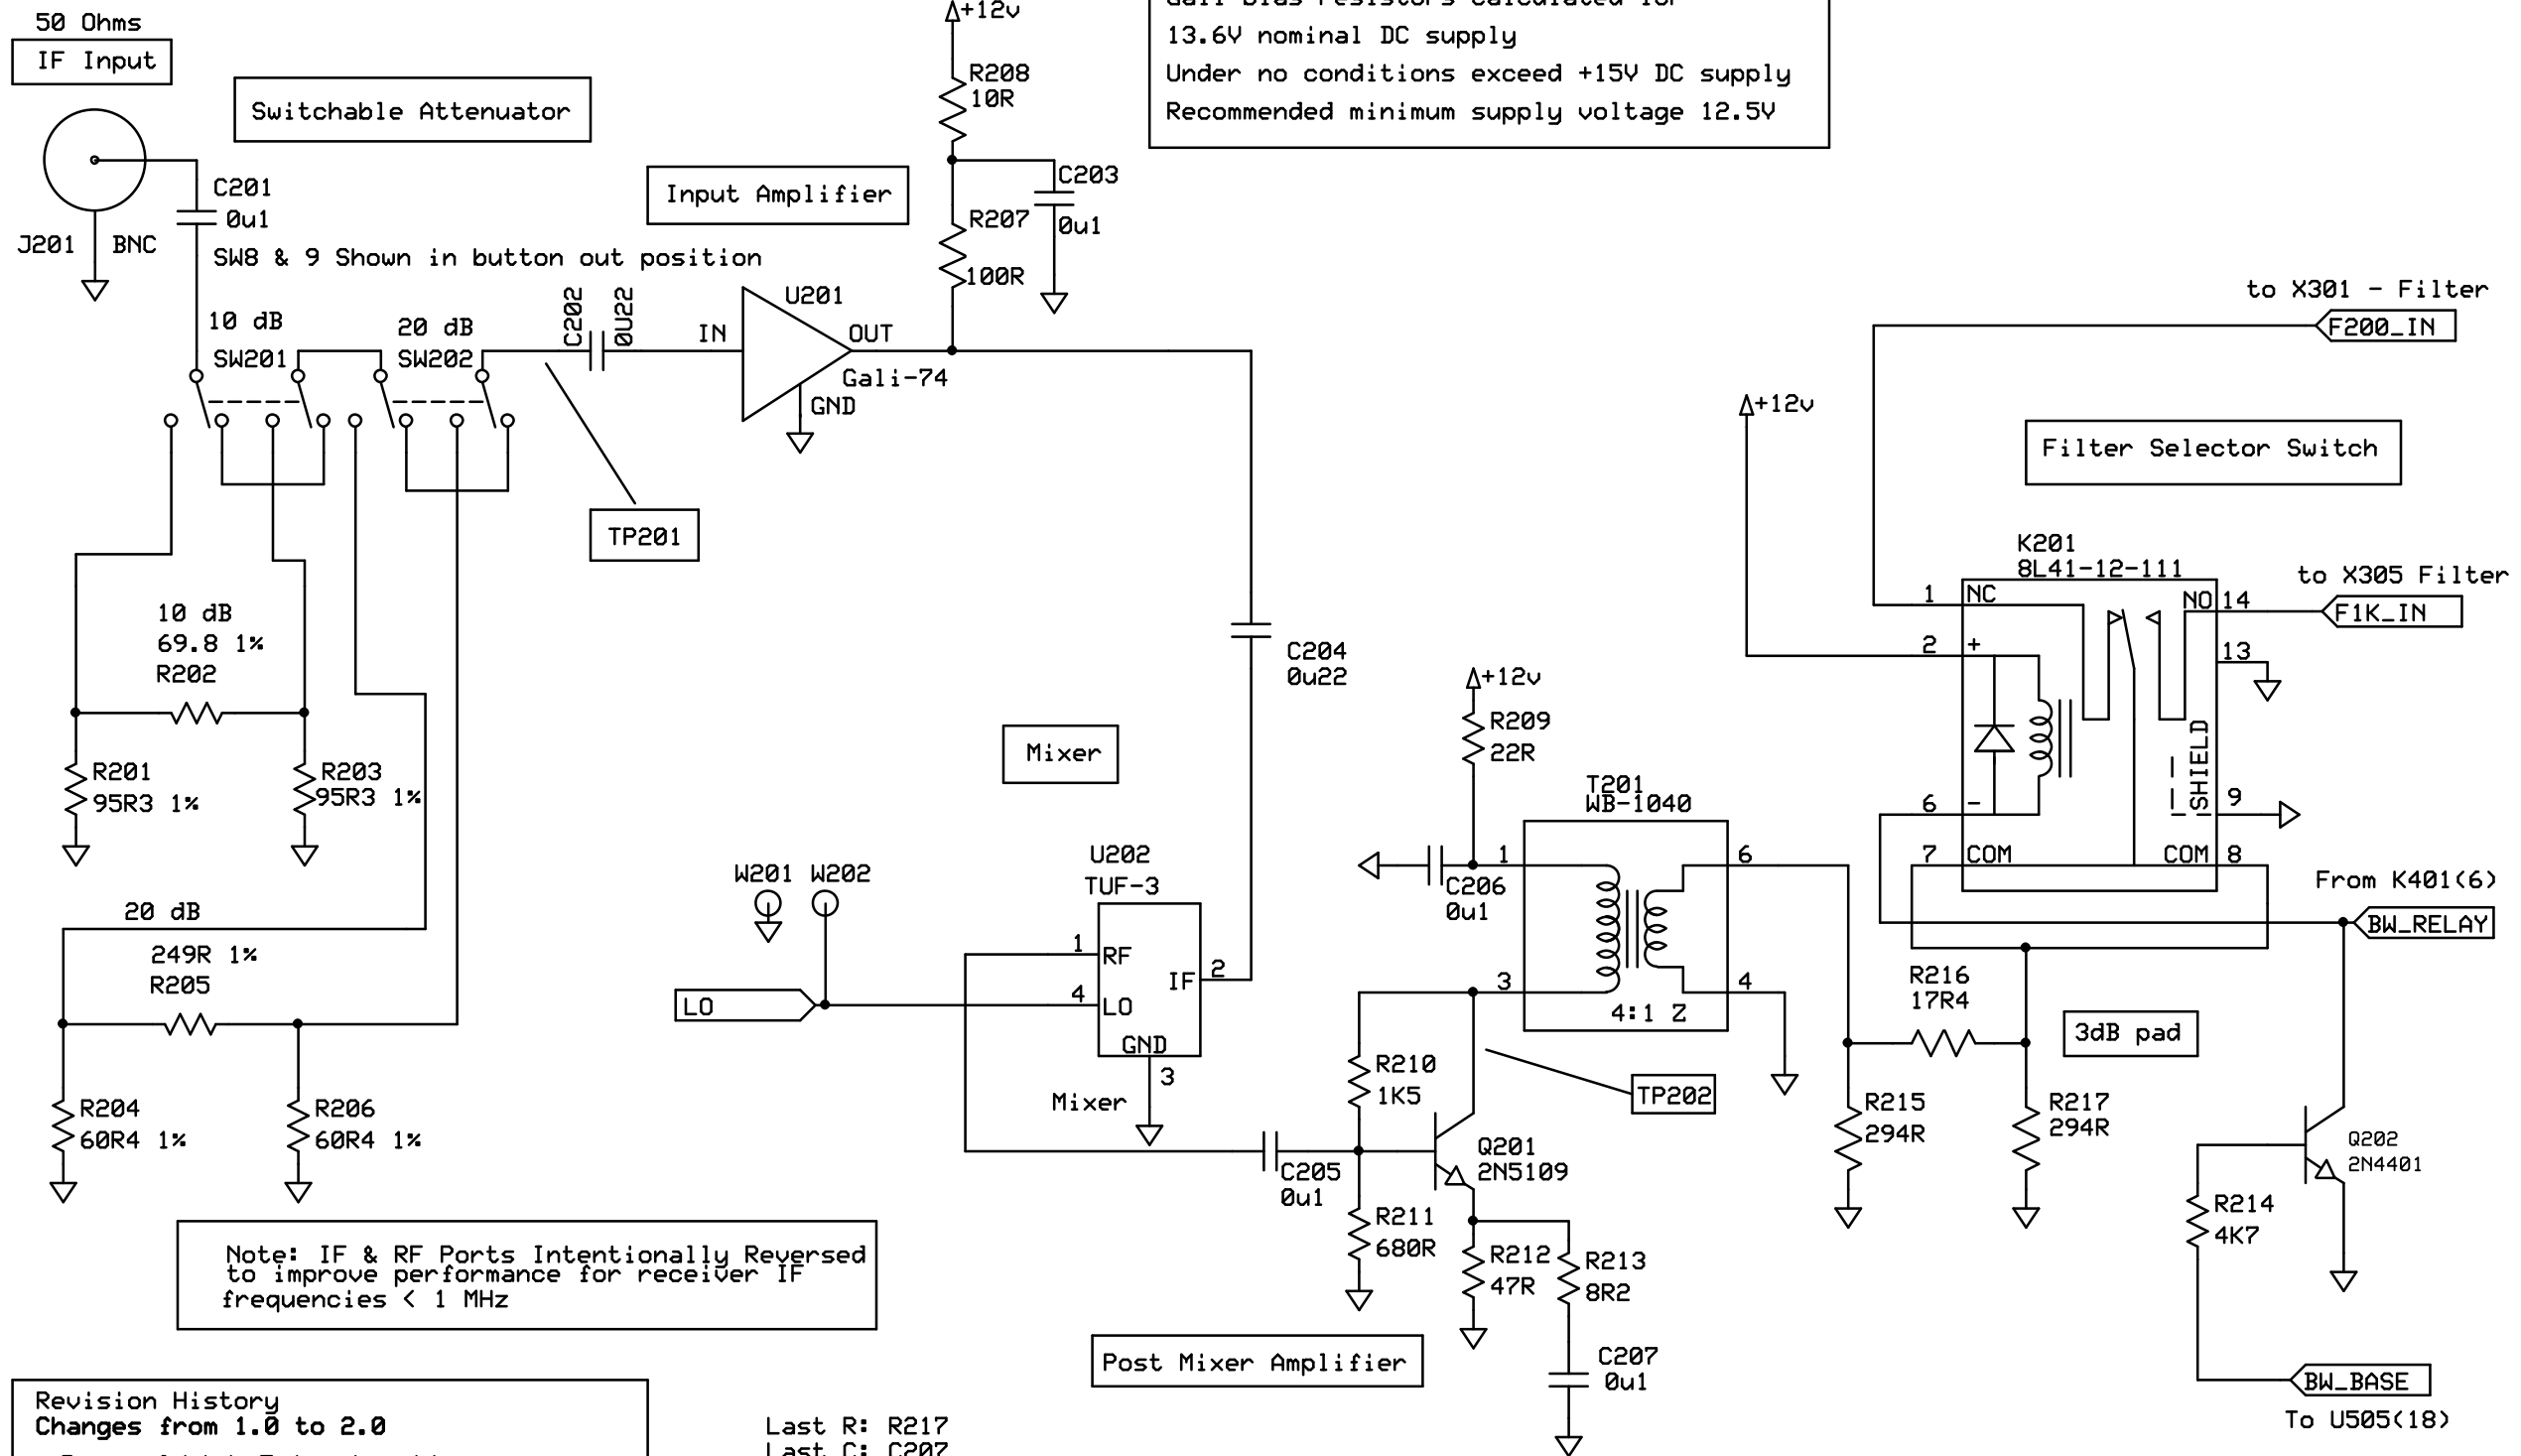 50 Ohms
IF Input
Switchable Attenuator
J201 BNC
C201
0u1
SW8 & 9 Shown in button out position
10 dB
SW201
20 dB
SW202
C202
0U22
TP201
Input Amplifier
IN
U201
OUT
Gali-74
GND
+12v
R208
10R
C203
0u1
R207
100R
Gali bias resistors calculated for
13.6V nominal DC supply
Under no conditions exceed +15V DC supply
Recommended minimum supply voltage 12.5V
10 dB
69.8 1%
R202
R201
95R3 1%
R203
95R3 1%
20 dB
249R 1%
R205
R204
60R4 1%
R206
60R4 1%
Note: IF & RF Ports Intentionally Reversed
to improve performance for receiver IF
frequencies < 1 MHz
Revision History
Changes from 1.0 to 2.0
Last R: R217
Last C: C207
C204
0u22
Mixer
W201 W202
LO
U202
TUF-3
1 RF
IF 2
4 LO
GND
3
Mixer
C205
0u1
+12v
R209
22R
C206
0u1
T201
WB-1040
1
6
3
4
4:1 Z
R210
1K5
TP202
Q201
2N5109
R211
680R
R212
47R
R213
8R2
C207
0u1
Post Mixer Amplifier
to X301 - Filter
F200_IN
+12v
Filter Selector Switch
K201
8L41-12-111
1 NC
NO 14
to X305 Filter
F1K_IN
2 +
13
SHIELD
6 -
9
7 COM
COM 8
From K401(6)
BW_RELAY
R216
17R4
3dB pad
R215
294R
R217
294R
Q202
2N4401
R214
4K7
BW_BASE
To U505(18)